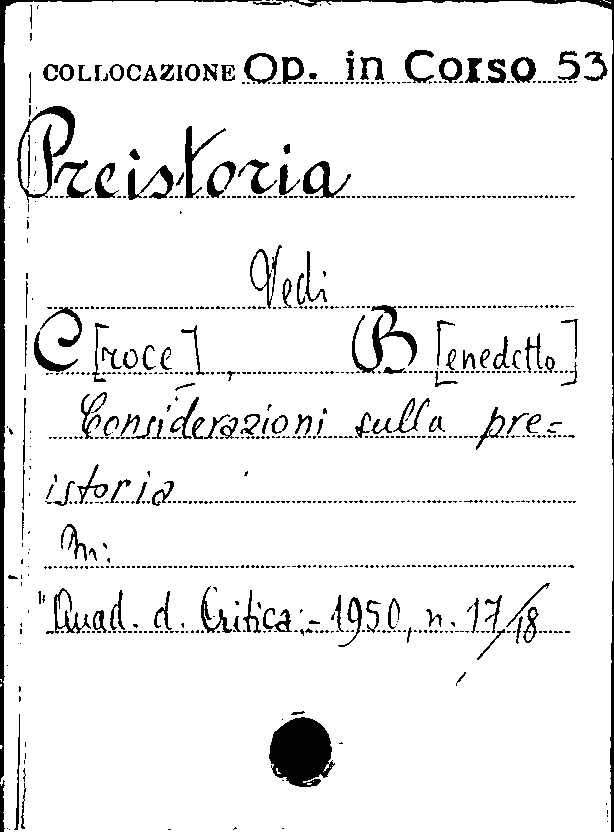 COLLOCAZIONE Op. in Corso 53
Preistoria
Vedi
C[roce], B[enedetto]
Considerazioni sulla pre=
istoria
In:
"Quad. d. Critica:- 1950, n. 17/18